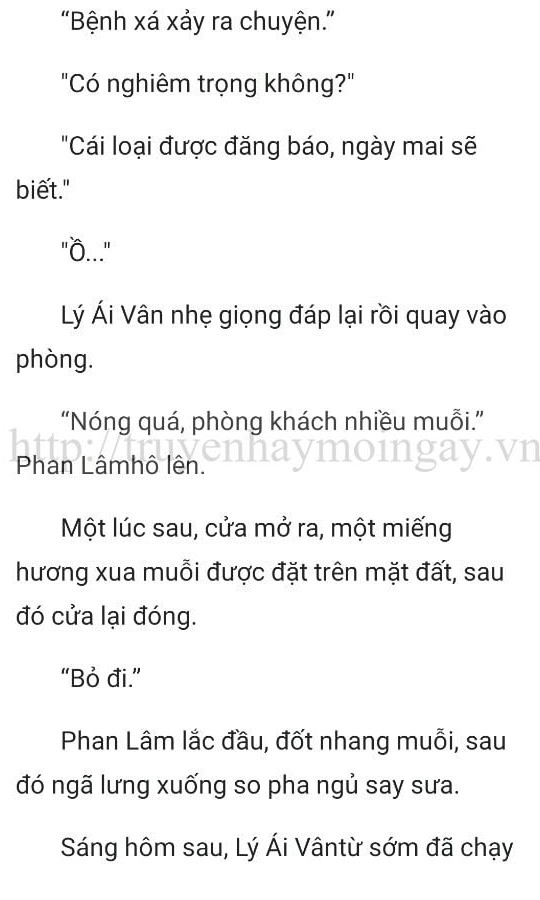 “Bệnh xá xảy ra chuyện.”
"Có nghiêm trọng không?"
"Cái loại được đăng báo, ngày mai sẽ
biết."
"Ồ..."
Lý Ái Vân nhẹ giọng đáp lại rồi quay vào
phòng.
“Nóng quá, phòng khách nhiều muỗi.”
http://truyenhaymoingay.vn
Phan Lâmhô lên.
Một lúc sau, cửa mở ra, một miếng
hương xua muỗi được đặt trên mặt đất, sau
đó cửa lại đóng.
“Bỏ đi.”
Phan Lâm lắc đầu, đốt nhang muỗi, sau
đó ngã lưng xuống so pha ngủ say sưa.
Sáng hôm sau, Lý Ái Vântừ sớm đã chạy